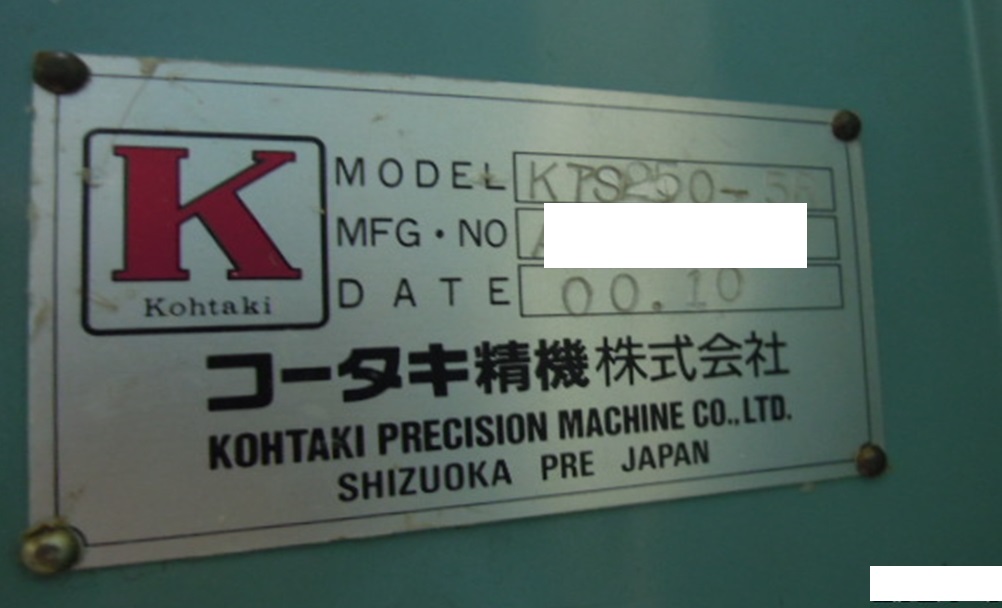 K
Kohtaki
MODEL KTS250-
MFG・NO
DATE 00.10
コータキ精機株式会社
KOHTAKI PRECISION MACHINE CO.,LTD.
SHIZUOKA PRE JAPAN